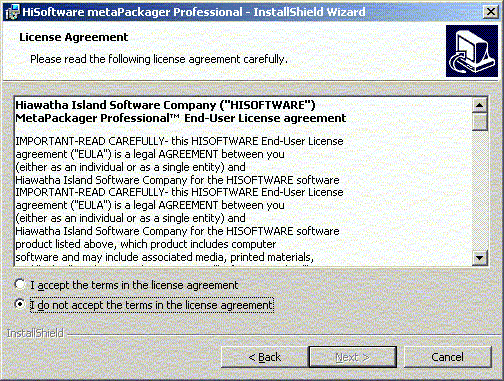 HiSoftware metaPackager Professional - InstallShield Wizard
License Agreement
Please read the following license agreement carefully.
Hiawatha Island Software Company ("HISOFTWARE")
MetaPackager Professional™ End-User License agreement
IMPORTANT-READ CAREFULLY- this HISOFTWARE End-User License
agreement ("EULA") is a legal AGREEMENT between you
(either as an individual or as a single entity) and
Hiawatha Island Software Company for the HISOFTWARE software
IMPORTANT-READ CAREFULLY- this HISOFTWARE End-User License
agreement ("EULA") is a legal AGREEMENT between you
(either as an individual or as a single entity) and
Hiawatha Island Software Company for the HISOFTWARE software
product listed above, which product includes computer
software and may include associated media, printed materials,
I accept the terms in the license agreement
I do not accept the terms in the license agreement
InstallShield
< Back
Next >
Cancel